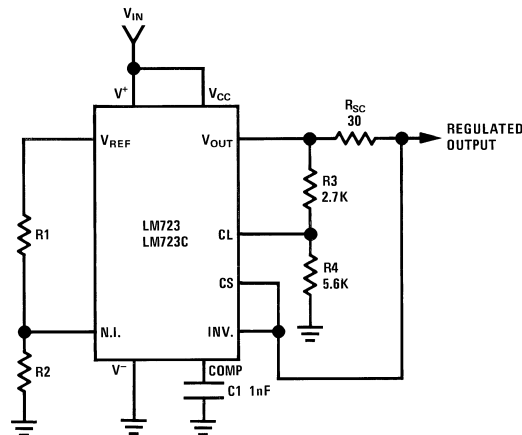 VIN
V+
VCC
RSC
30
REGULATED
OUTPUT
VREF
VOUT
R3
2.7K
LM723
LM723C
R1
CL
R4
5.6K
CS
N.I.
INV.
R2
V−
COMP
C1 1nF